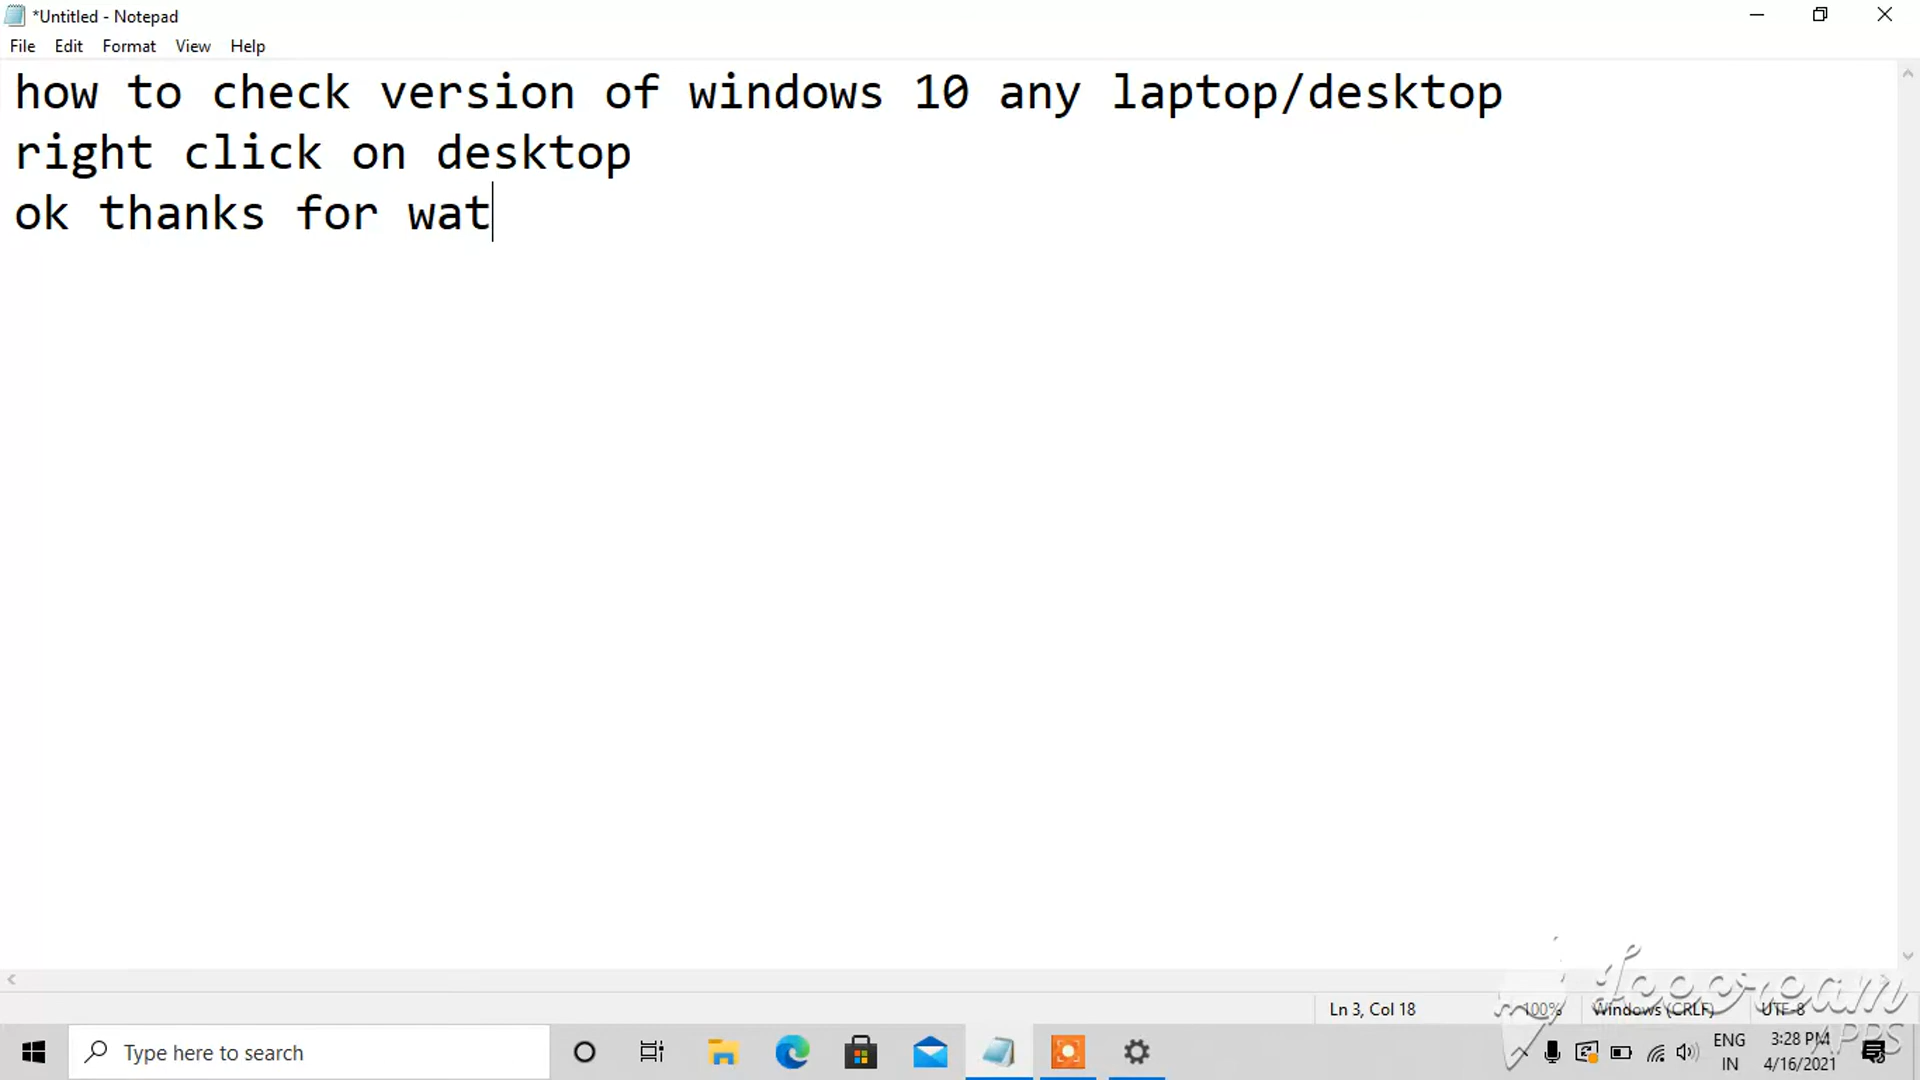 *Untitled - Notepad
File Edit Format View Help
how to check version of windows 10 any laptop/desktop
right click on desktop
ok thanks for wat
Ln 3, Col 18 100% Windows (CRLF) UTF-8
Icecream
APPS
Type here to search
ENG
IN
3:28 PM
4/16/2021